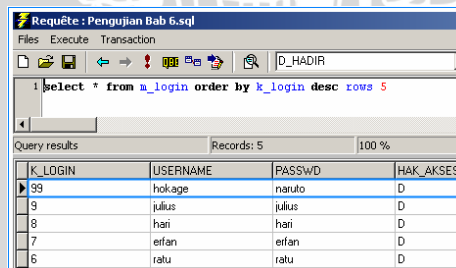 Requête : Pengujian Bab 6.sql
Files Execute Transaction
D_HADIR
1 select * from m_login order by k_login desc rows 5
Query results Records: 5 100 %
K_LOGIN USERNAME PASSWD HAK_AKSES
99 hokage naruto D
9 julius julius D
8 hari hari D
7 erfan erfan D
6 ratu ratu D